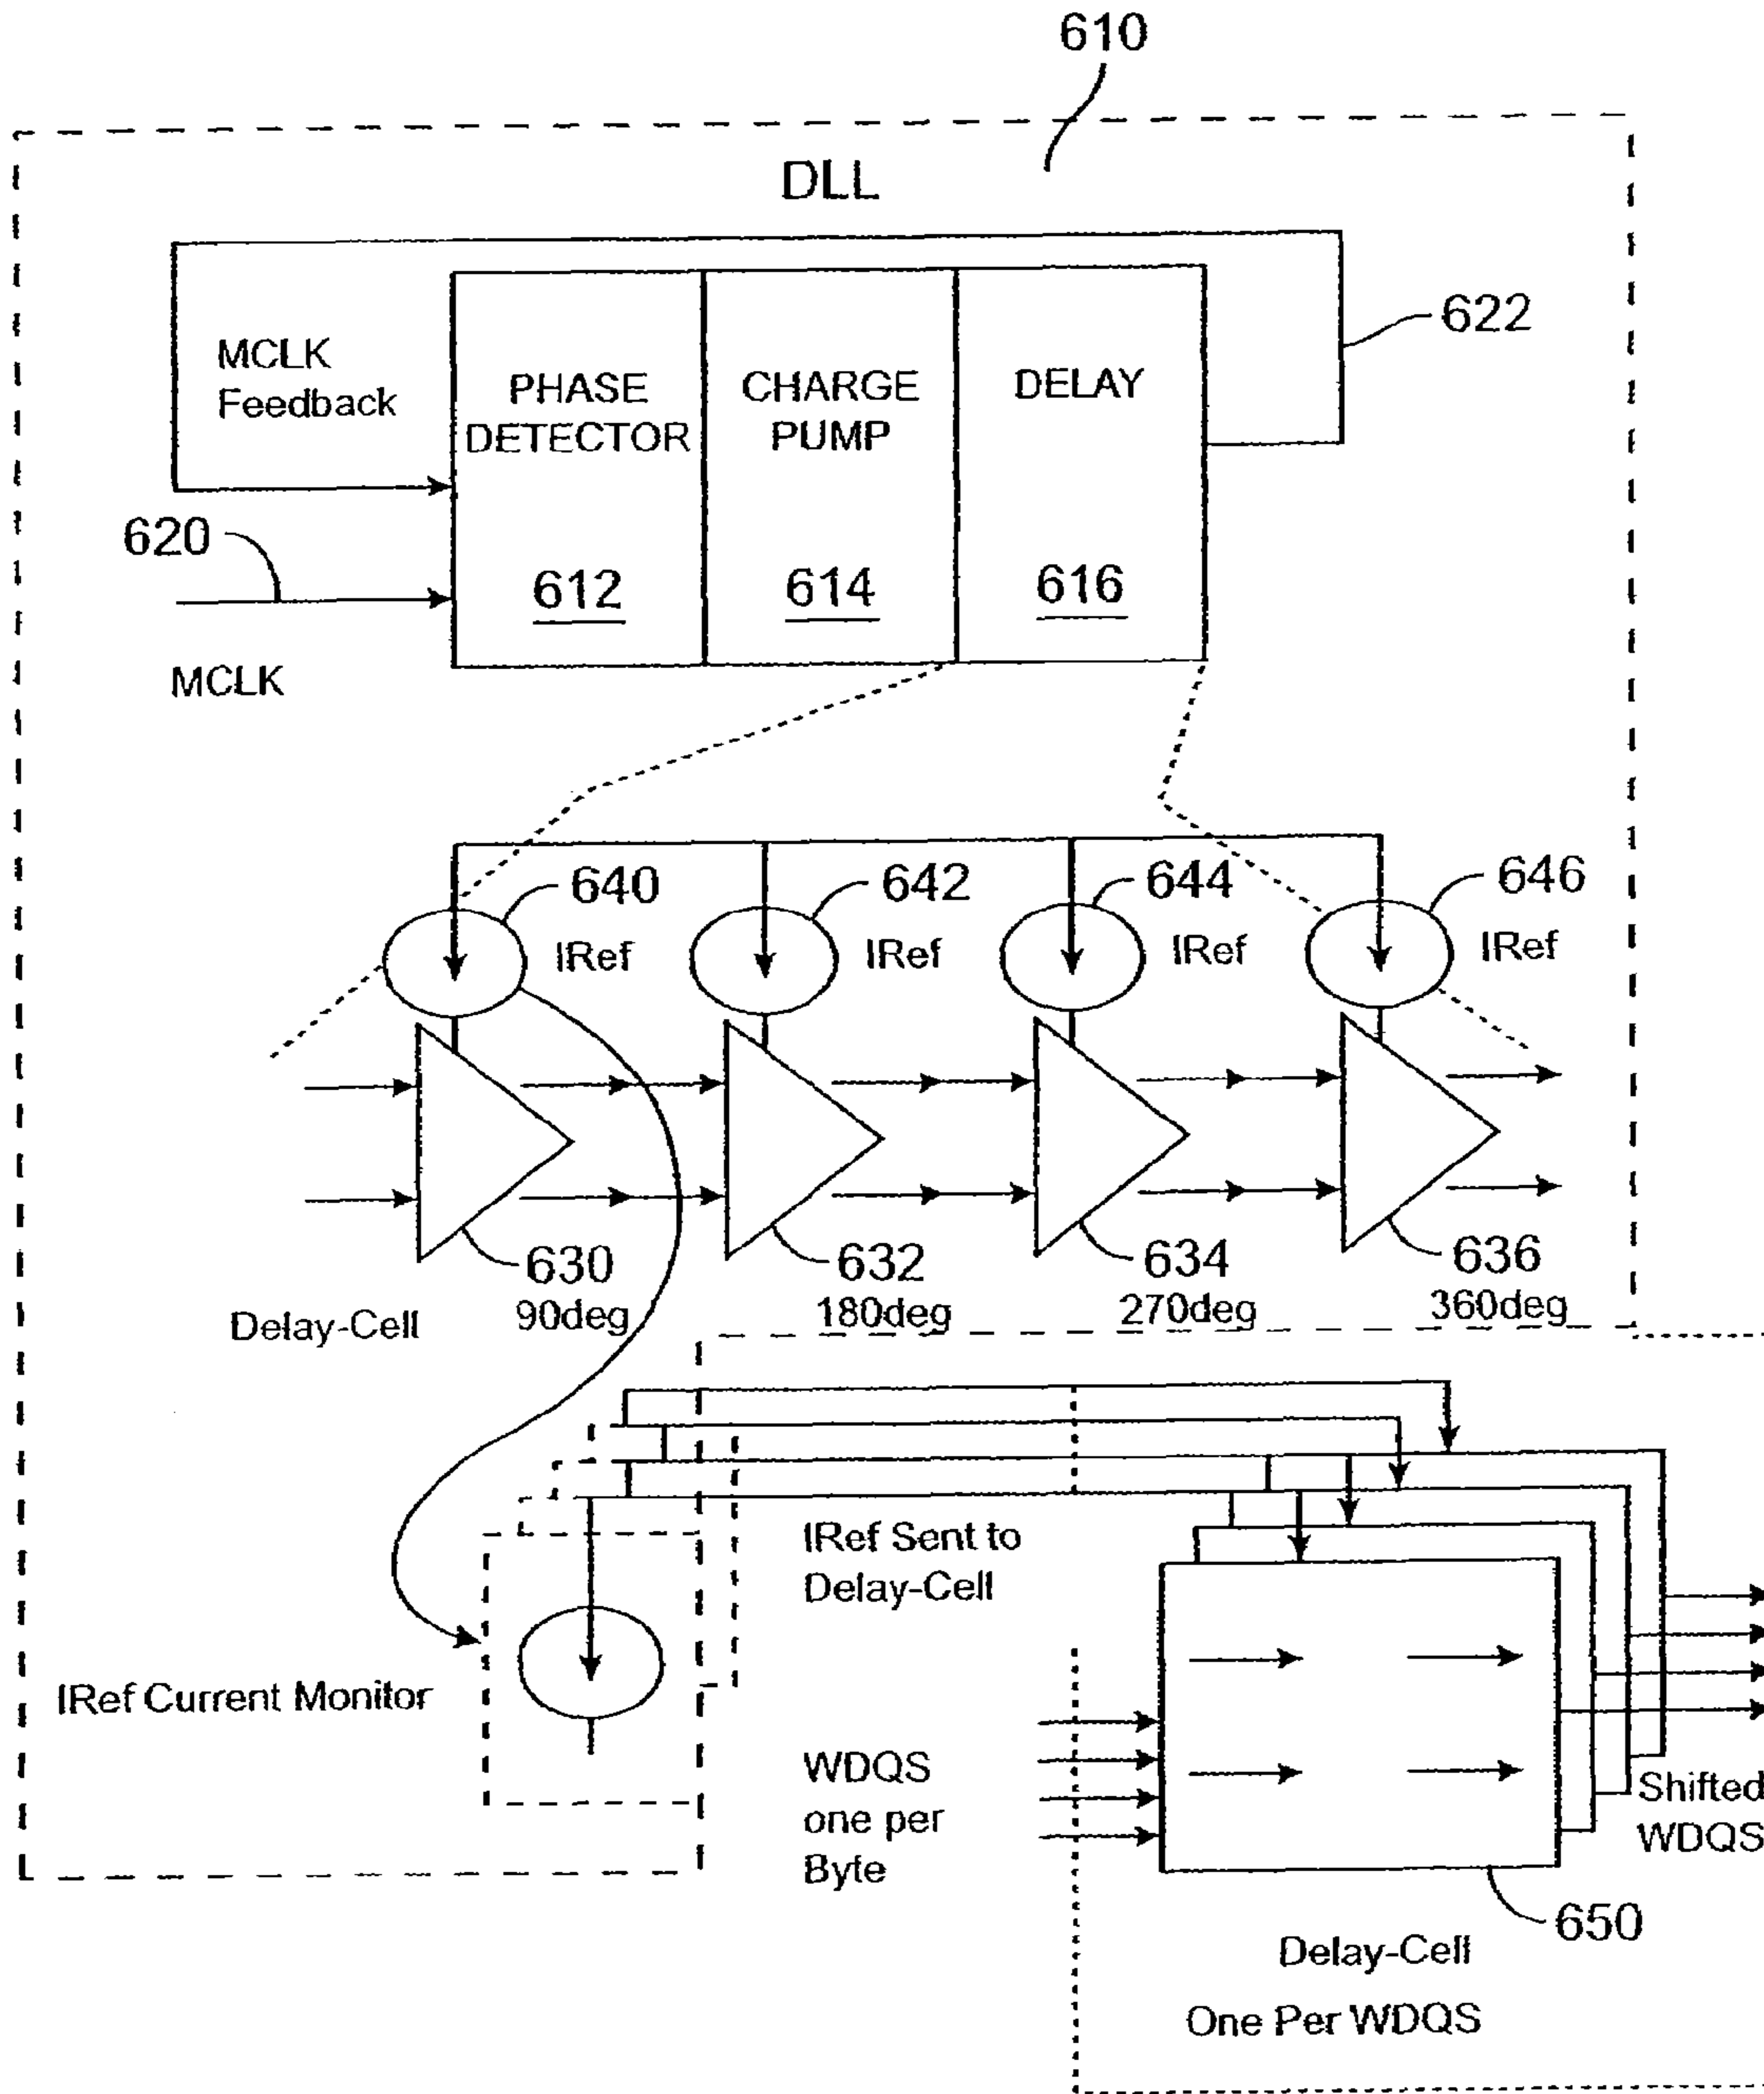 610
DLL
622
MCLK
Feedback
PHASE
DETECTOR
CHARGE
PUMP
DELAY
620
612
614
616
MCLK
640
642
644
646
IRef
IRef
IRef
IRef
630
632
634
636
Delay-Cell
90deg
180deg
270deg
360deg
IRef Sent to
Delay-Cell
IRef Current Monitor
WDQS
one per
Byte
Shifted
WDQS
650
Delay-Cell
One Per WDQS